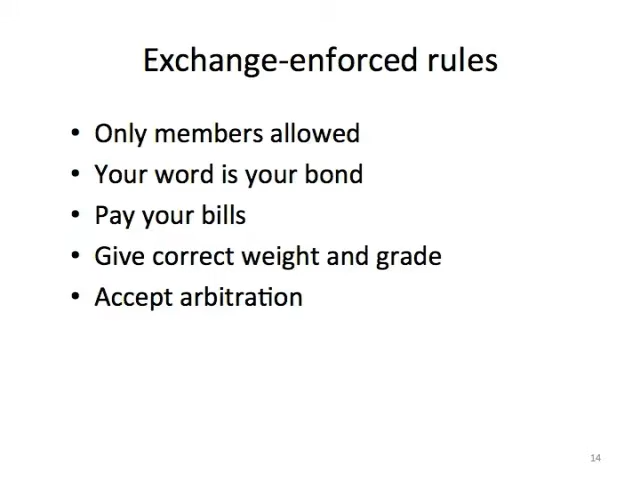 Exchange-enforced rules
• Only members allowed
• Your word is your bond
• Pay your bills
• Give correct weight and grade
• Accept arbitration
14